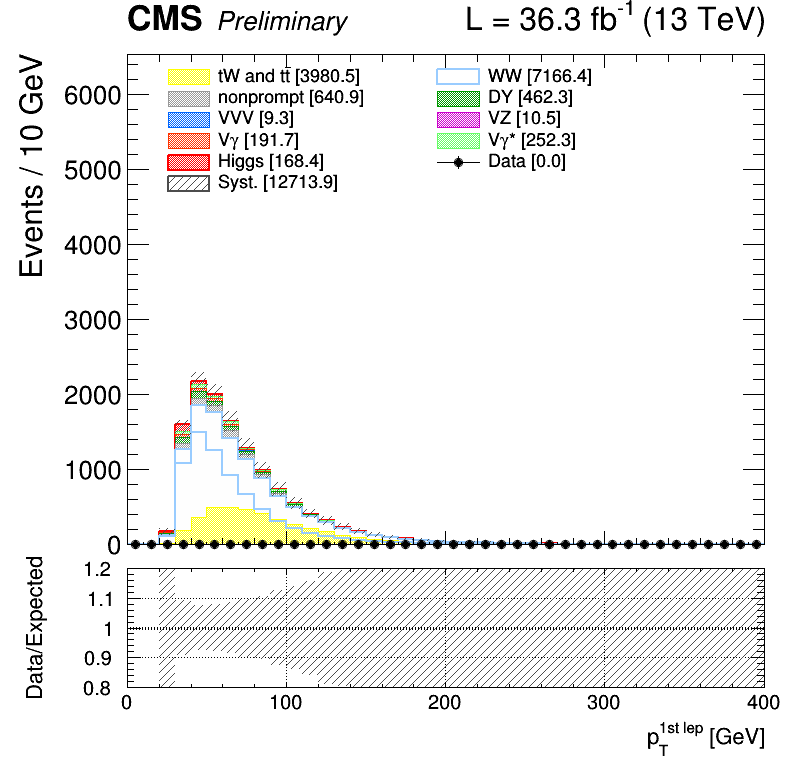 CMS Preliminary L = 36.3 fb⁻¹ (13 TeV)
Events / 10 GeV
6000
5000
4000
3000
2000
1000
0
tW and tt̄ [3980.5]
nonprompt [640.9]
VVV [9.3]
Vγ [191.7]
Higgs [168.4]
Syst. [12713.9]
WW [7166.4]
DY [462.3]
VZ [10.5]
Vγ* [252.3]
Data [0.0]
Data/Expected
1.2
1.1
1
0.9
0.8
0 100 200 300 400
p_T^{1st lep} [GeV]